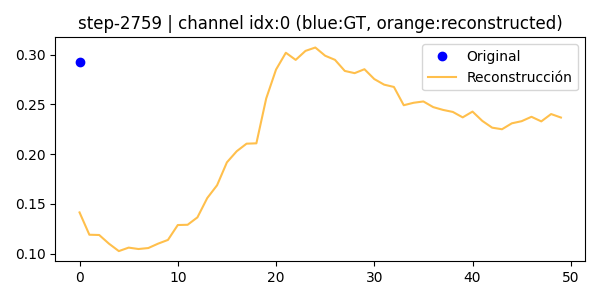 step-2759 | channel idx:0 (blue:GT, orange:reconstructed)
Original
Reconstrucción
0.30
0.25
0.20
0.15
0.10
0 10 20 30 40 50